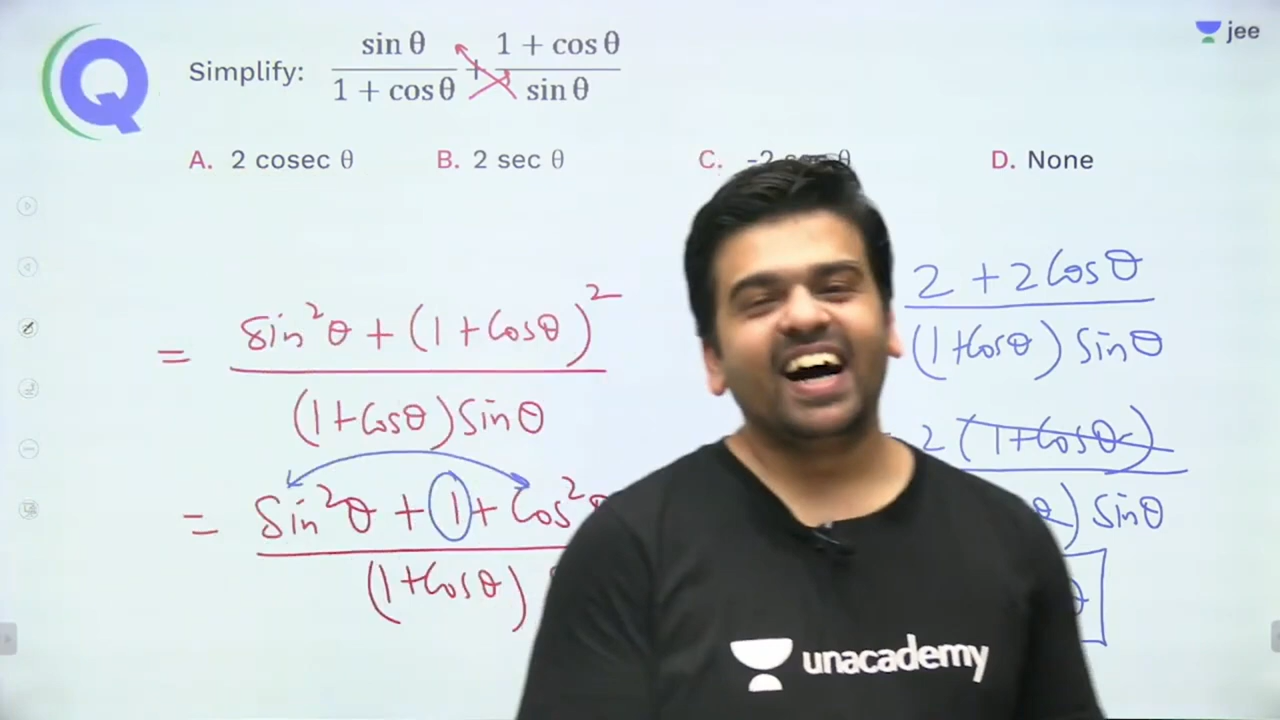 jee
Simplify: sin θ / 1 + cos θ + 1 + cos θ / sin θ
A. 2 cosec θ B. 2 sec θ C. D. None
= sin²θ + (1 + Cosθ)²
(1+Cosθ) Sinθ
= Sin²θ + 1 + Cos²
(1+Cosθ)
2 + 2 Cosθ
(1+Cosθ) Sinθ
2 (1+Cosθ)
Sinθ
unacademy